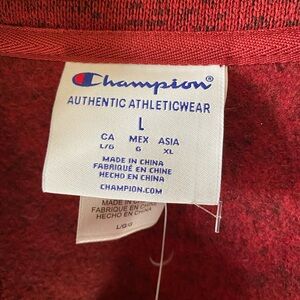 Champion®
AUTHENTIC ATHLETICWEAR
L
CA MEX ASIA
L/G G XL
MADE IN CHINA
FABRIQUÉ EN CHINE
HECHO EN CHINA
CHAMPION.COM
MADE IN CHINA
FABRIQUÉ EN CHINE
HECHO EN CHINA
L/G/G